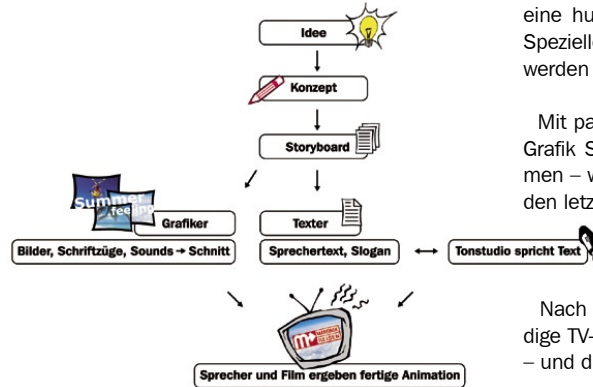 Idee
Konzept
Storyboard
Summer
feeling
Grafiker
Texter
Bilder, Schriftzüge, Sounds → Schnitt
Sprechertext, Slogan
Tonstudio spricht Text
Sprecher und Film ergeben fertige Animation
eine hu
Speziell
werden
Mit pa
Grafik S
men – w
den letz
Nach
dige TV-
– und d